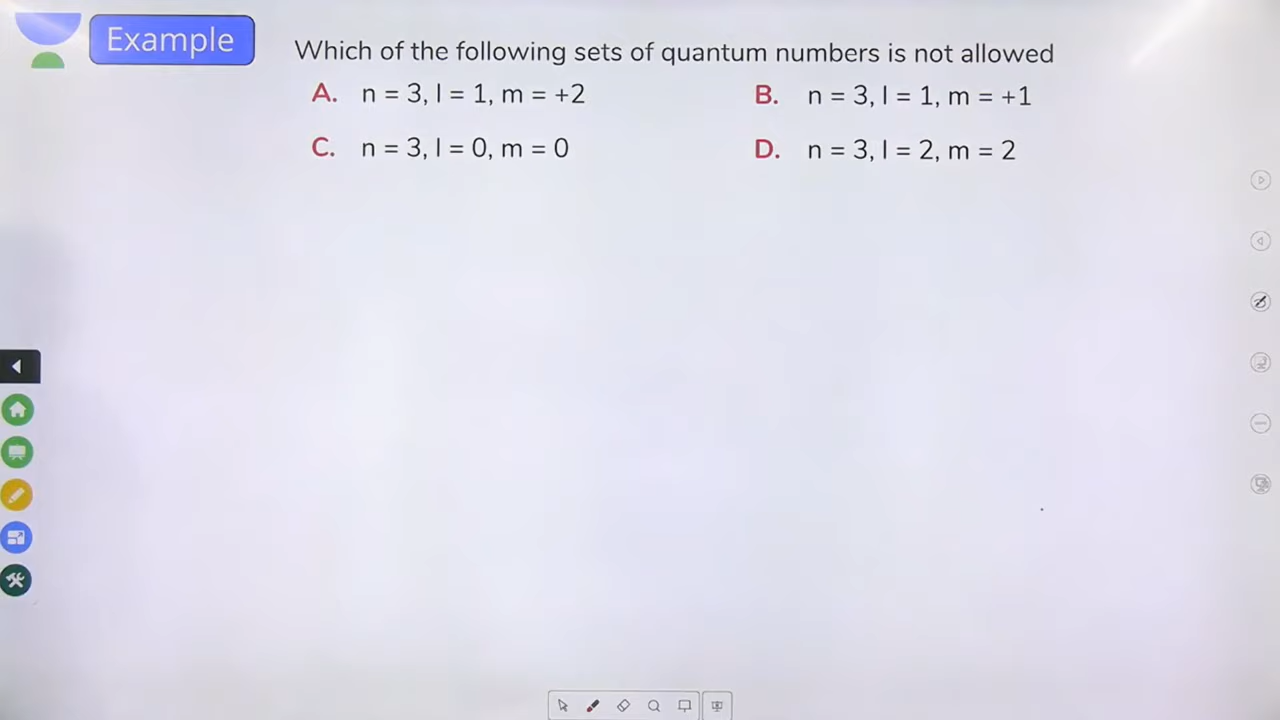 Example
Which of the following sets of quantum numbers is not allowed
A. n = 3, l = 1, m = +2
B. n = 3, l = 1, m = +1
C. n = 3, l = 0, m = 0
D. n = 3, l = 2, m = 2